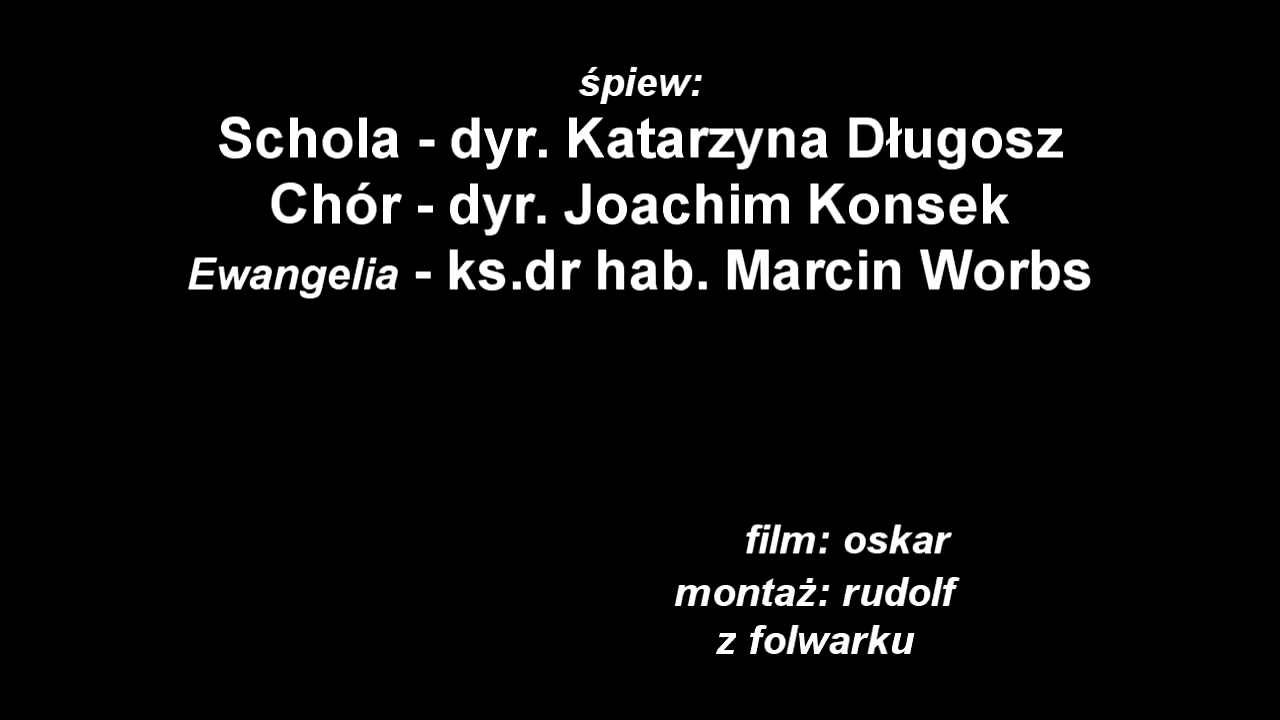 śpiew:
Schola - dyr. Katarzyna Długosz
Chór - dyr. Joachim Konsek
Ewangelia - ks.dr hab. Marcin Worbs
film: oskar
montaż: rudolf
z folwarku